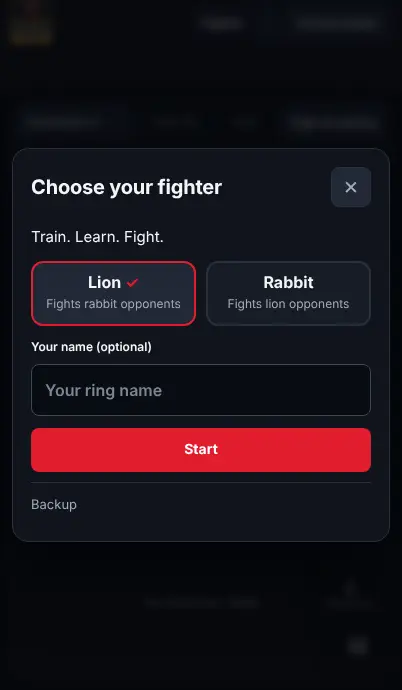 Choose your fighter
Train. Learn. Fight.
Lion ✓
Fights rabbit opponents
Rabbit
Fights lion opponents
Your name (optional)
Your ring name
Start
Backup